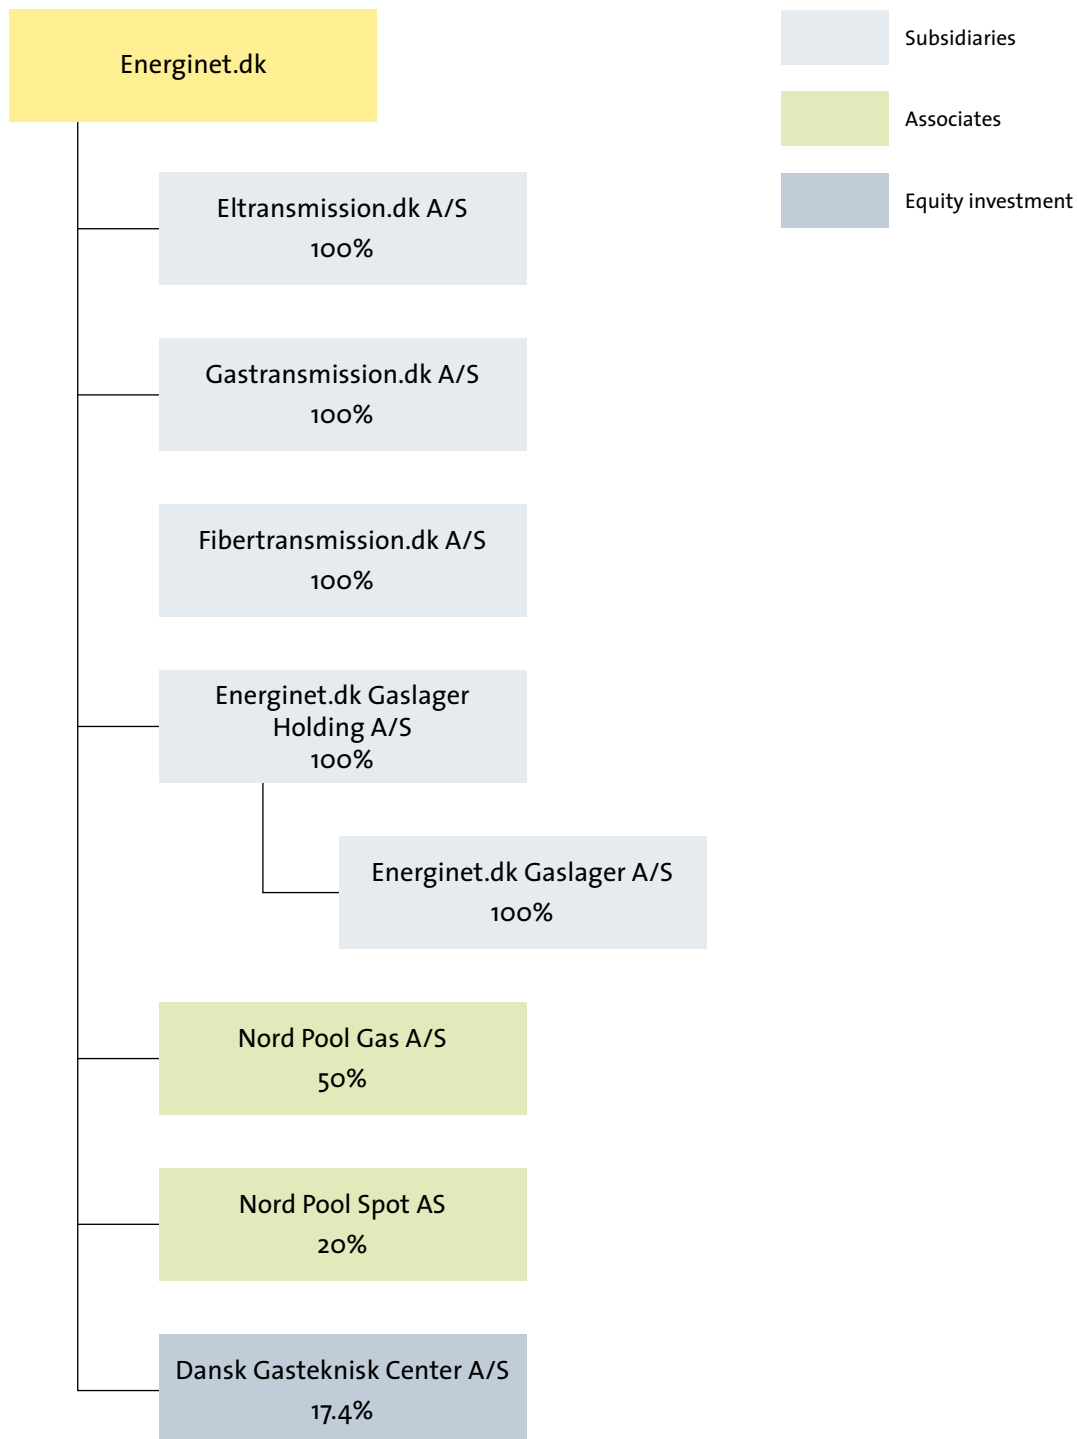 Energinet.dk
Subsidiaries
Associates
Equity investment
Eltransmission.dk A/S
100%
Gastransmission.dk A/S
100%
Fibertransmission.dk A/S
100%
Energinet.dk Gaslager
Holding A/S
100%
Energinet.dk Gaslager A/S
100%
Nord Pool Gas A/S
50%
Nord Pool Spot AS
20%
Dansk Gasteknisk Center A/S
17.4%